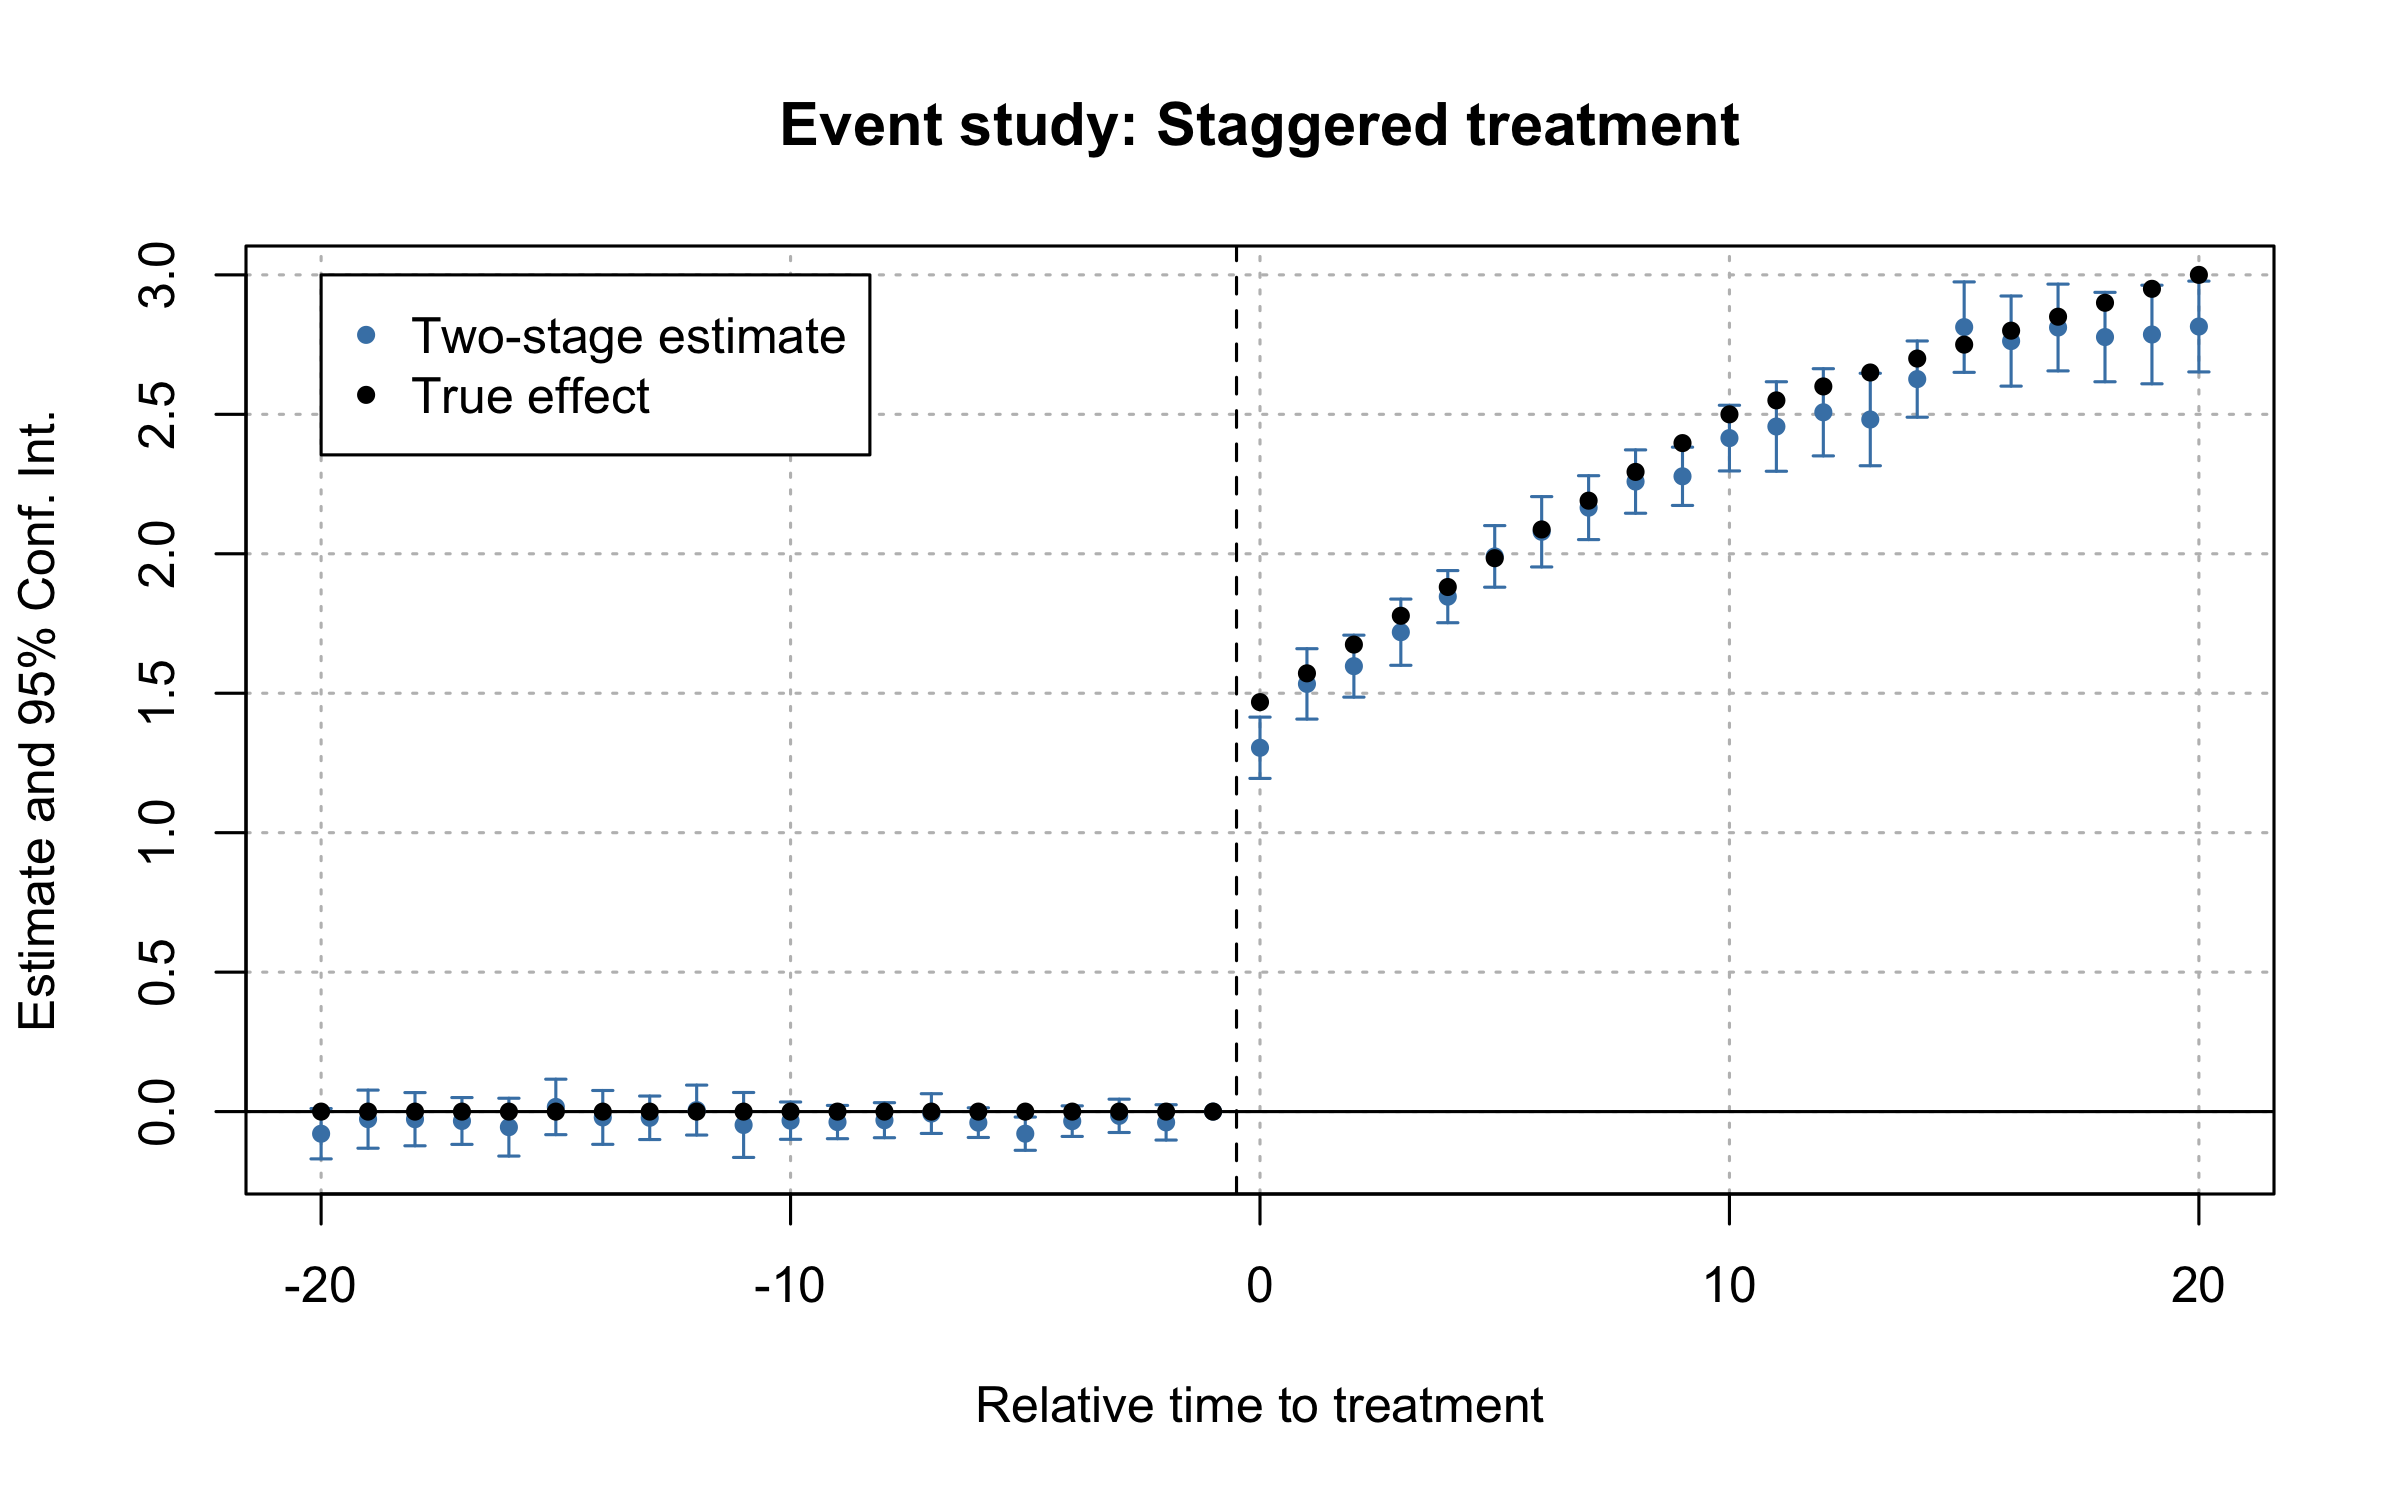 Event study: Staggered treatment
Estimate and 95% Conf. Int.
3.0
2.5
2.0
1.5
1.0
0.5
0.0
Two-stage estimate
True effect
-20
-10
0
10
20
Relative time to treatment